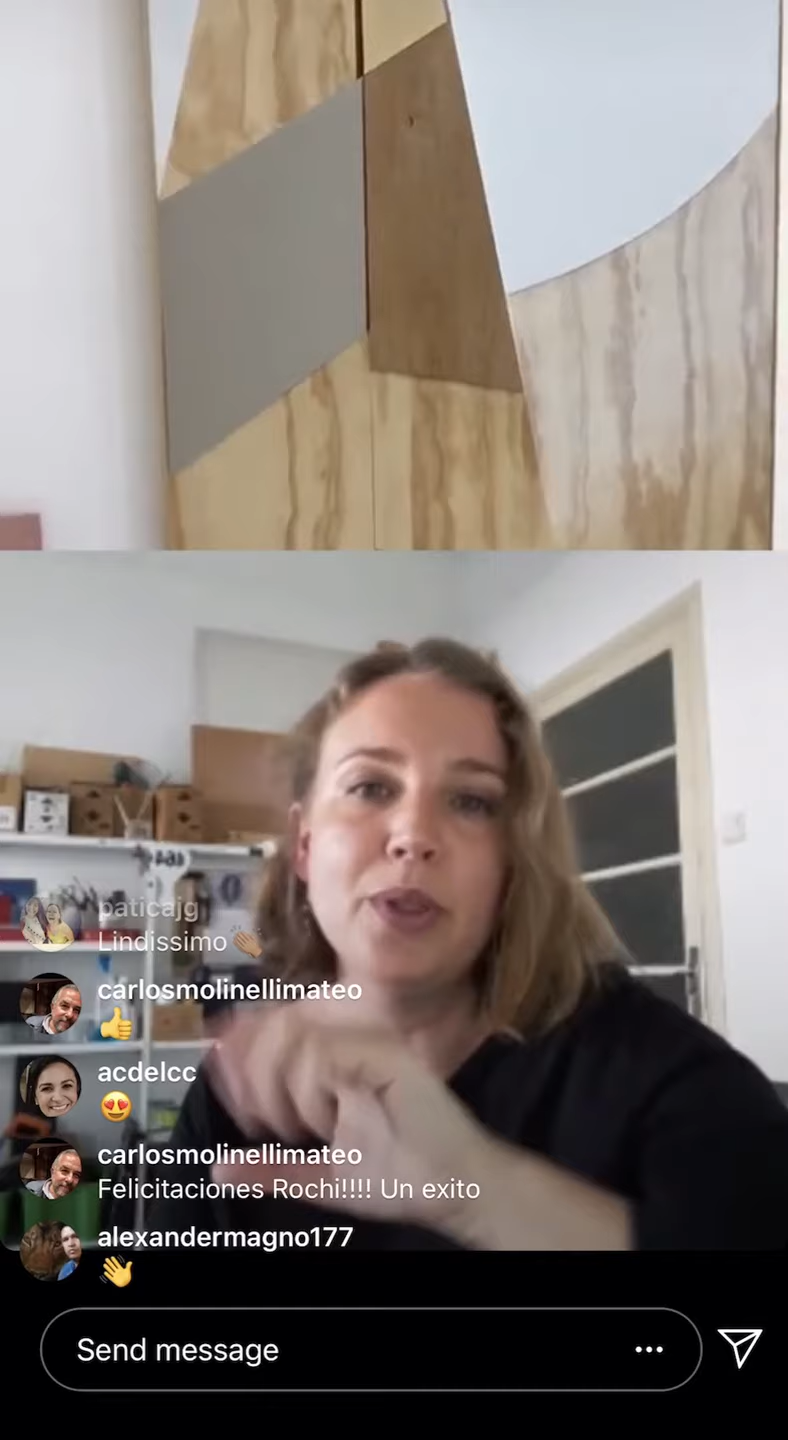 paticajg
Lindissimo 👏🏽
carlosmolinellimateo
👍
acdelcc
😍
carlosmolinellimateo
Felicitaciones Rochi!!!! Un exito
alexandermagno177
👋
Send message